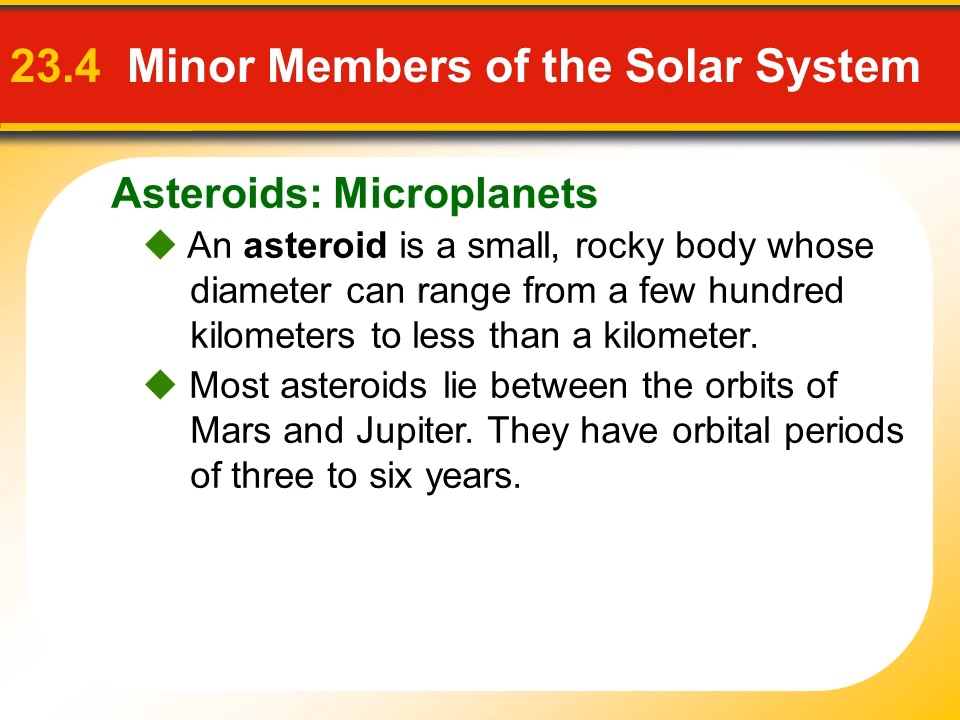 23.4 Minor Members of the Solar System
Asteroids: Microplanets
◆ An asteroid is a small, rocky body whose
diameter can range from a few hundred
kilometers to less than a kilometer.
◆ Most asteroids lie between the orbits of
Mars and Jupiter. They have orbital periods
of three to six years.